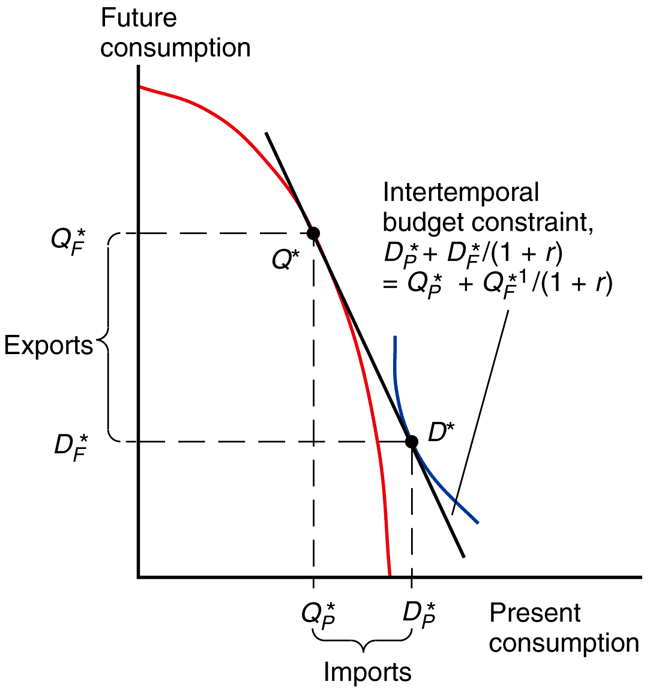 Future
consumption
Intertemporal
budget constraint,
D*P + D*F/(1 + r)
= Q*P + Q*1F/(1 + r)
Q*F
Q*
Exports
D*F
D*
Q*P
D*P
Present
consumption
Imports